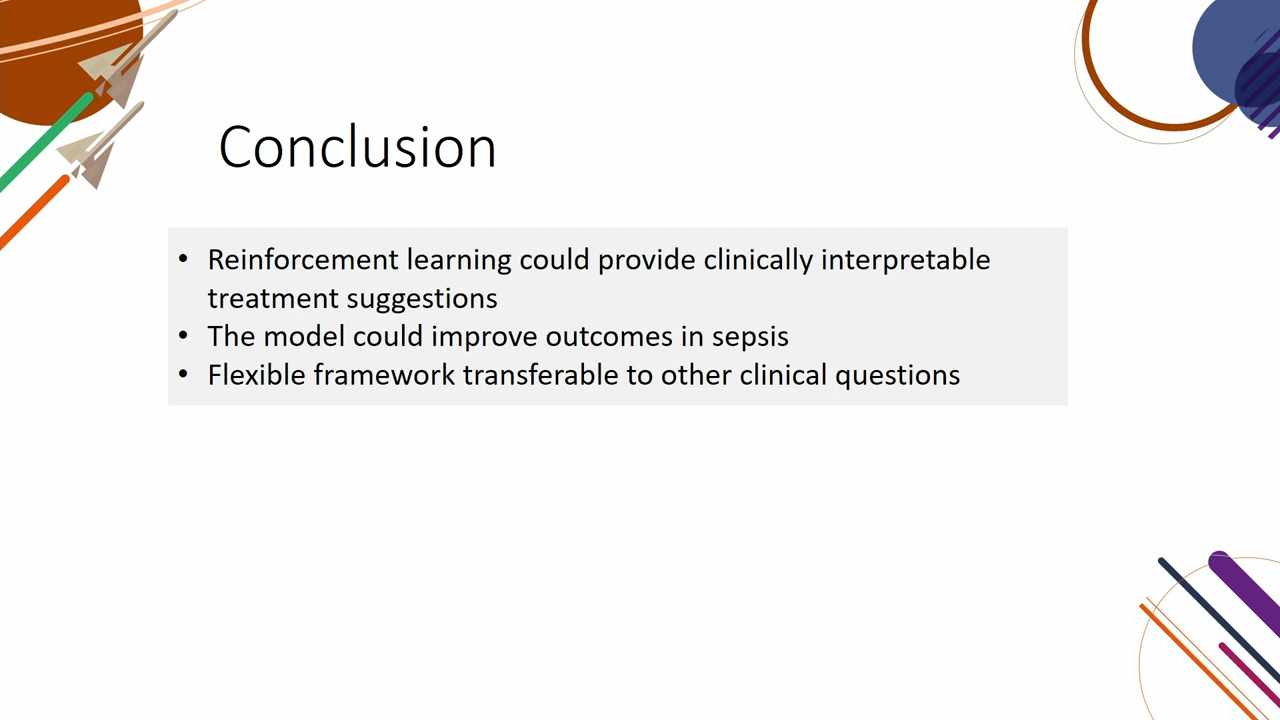 Conclusion
• Reinforcement learning could provide clinically interpretable
treatment suggestions
• The model could improve outcomes in sepsis
• Flexible framework transferable to other clinical questions